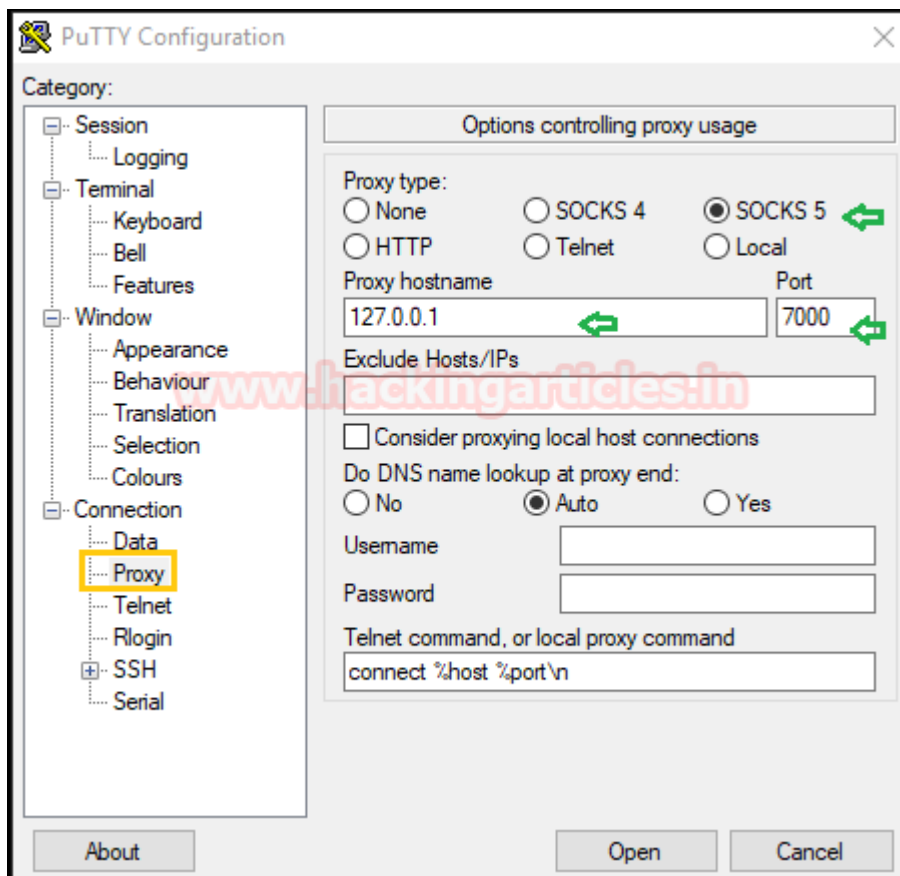 PuTTY Configuration
Category:
Session
Logging
Terminal
Keyboard
Bell
Features
Window
Appearance
Behaviour
Translation
Selection
Colours
Connection
Data
Proxy
Telnet
Rlogin
SSH
Serial
Options controlling proxy usage
Proxy type:
None SOCKS 4 SOCKS 5
HTTP Telnet Local
Proxy hostname Port
127.0.0.1 7000
Exclude Hosts/IPs
www.hackingarticles.in
Consider proxying local host connections
Do DNS name lookup at proxy end:
No Auto Yes
Username
Password
Telnet command, or local proxy command
connect %host %port\n
About Open Cancel